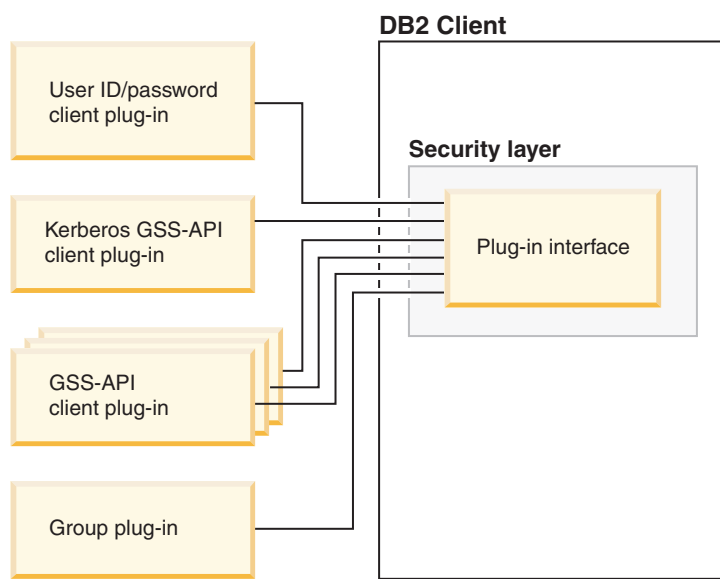 DB2 Client
User ID/password
client plug-in
Security layer
Kerberos GSS-API
client plug-in
Plug-in interface
GSS-API
client plug-in
Group plug-in